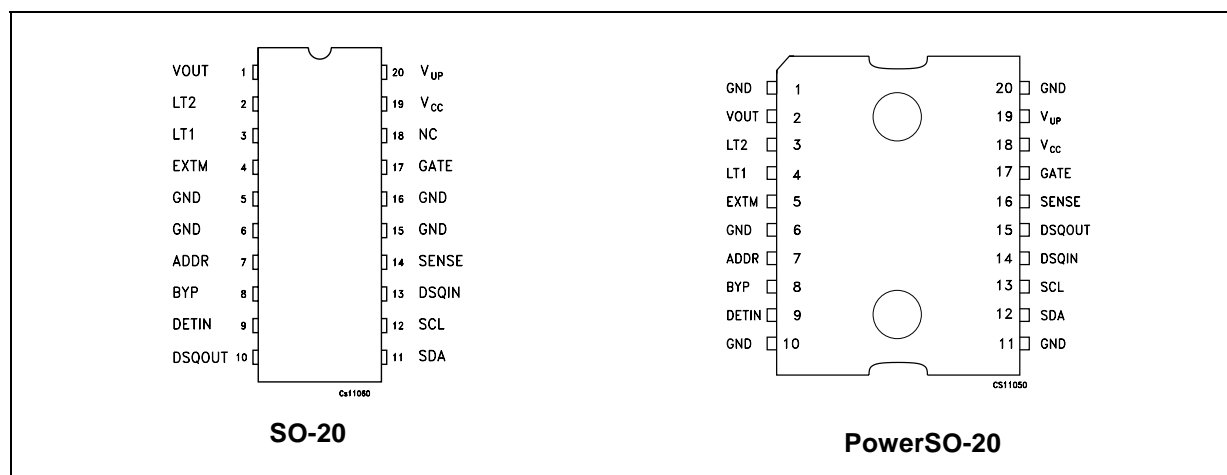 VOUT 1 20 VUP
LT2 2 19 VCC
LT1 3 18 NC
EXTM 4 17 GATE
GND 5 16 GND
GND 6 15 GND
ADDR 7 14 SENSE
BYP 8 13 DSQIN
DETIN 9 12 SCL
DSQOUT 10 11 SDA
Cs11060
SO-20
GND 1 20 GND
VOUT 2 19 VUP
LT2 3 18 VCC
LT1 4 17 GATE
EXTM 5 16 SENSE
GND 6 15 DSQOUT
ADDR 7 14 DSQIN
BYP 8 13 SCL
DETIN 9 12 SDA
GND 10 11 GND
CS11050
PowerSO-20